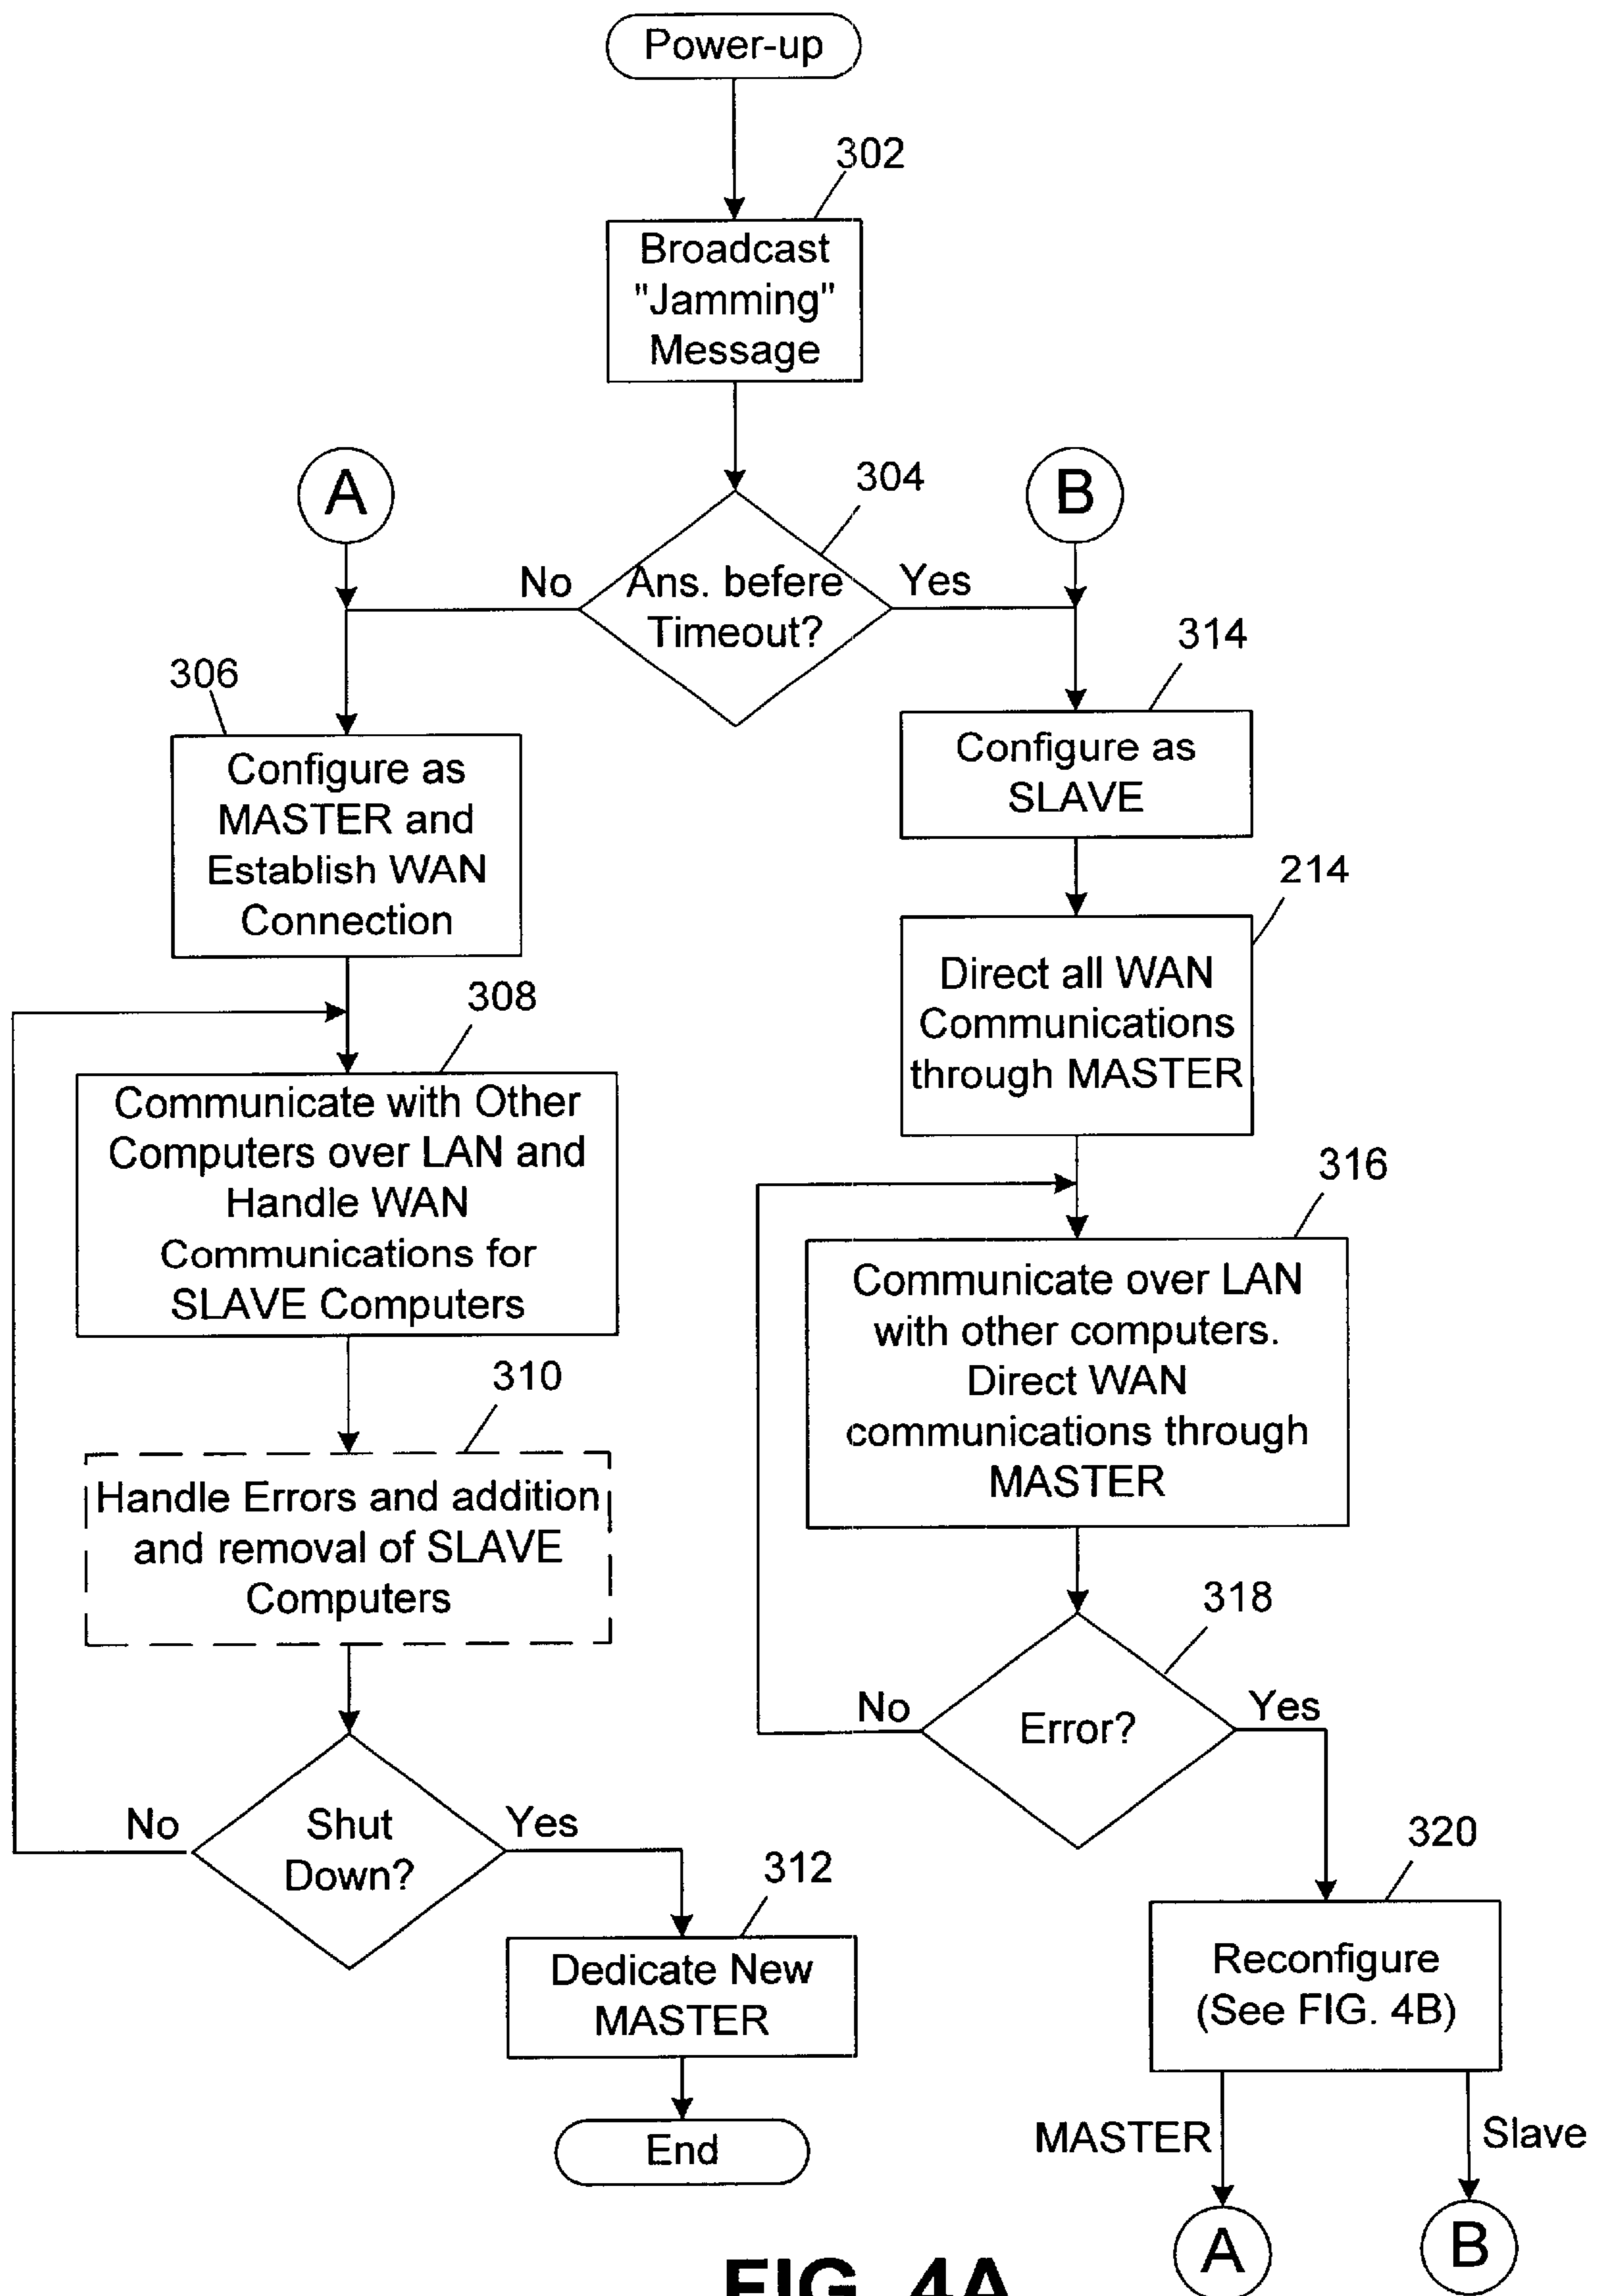 Power-up
302
Broadcast
"Jamming"
Message
A
304
B
No
Ans. befere
Timeout?
Yes
314
306
Configure as
MASTER and
Establish WAN
Connection
Configure as
SLAVE
214
Direct all WAN
Communications
through MASTER
308
Communicate with Other
Computers over LAN and
Handle WAN
Communications for
SLAVE Computers
316
Communicate over LAN
with other computers.
Direct WAN
communications through
MASTER
310
Handle Errors and addition
and removal of SLAVE
Computers
318
No
Error?
Yes
No
Shut
Down?
Yes
312
Dedicate New
MASTER
End
320
Reconfigure
(See FIG. 4B)
MASTER
Slave
A
B
FIG. 4A